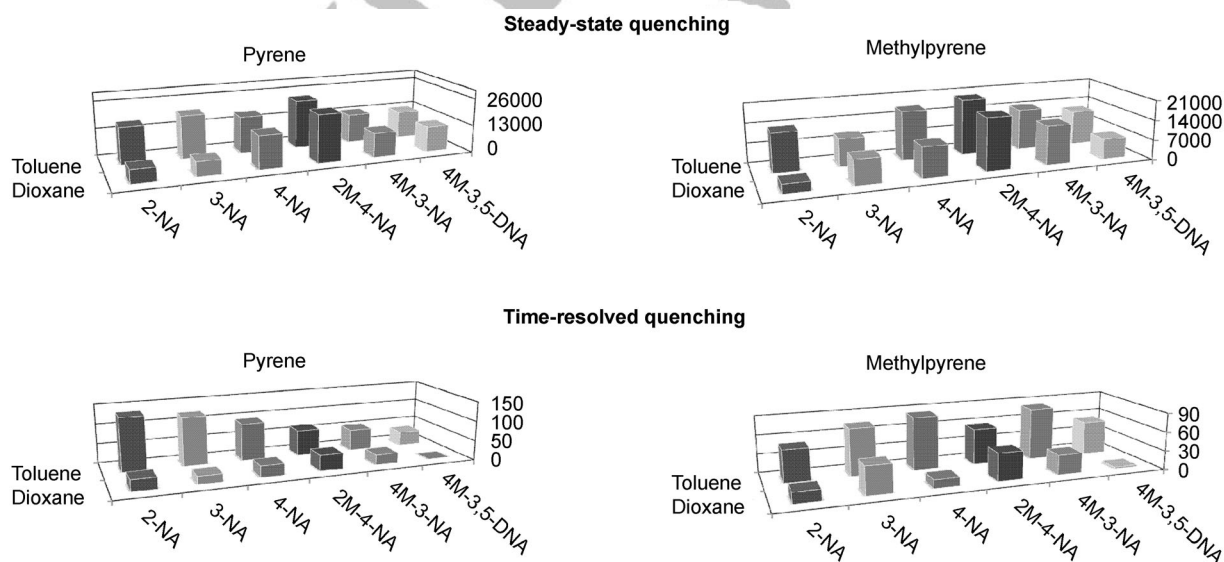 Steady-state quenching
Pyrene
26000
13000
0
Toluene
Dioxane
2-NA
3-NA
4-NA
2M-4-NA
4M-3-NA
4M-3,5-DNA
Methylpyrene
21000
14000
7000
0
Toluene
Dioxane
2-NA
3-NA
4-NA
2M-4-NA
4M-3-NA
4M-3,5-DNA
Time-resolved quenching
Pyrene
150
100
50
0
Toluene
Dioxane
2-NA
3-NA
4-NA
2M-4-NA
4M-3-NA
4M-3,5-DNA
Methylpyrene
90
60
30
0
Toluene
Dioxane
2-NA
3-NA
4-NA
2M-4-NA
4M-3-NA
4M-3,5-DNA